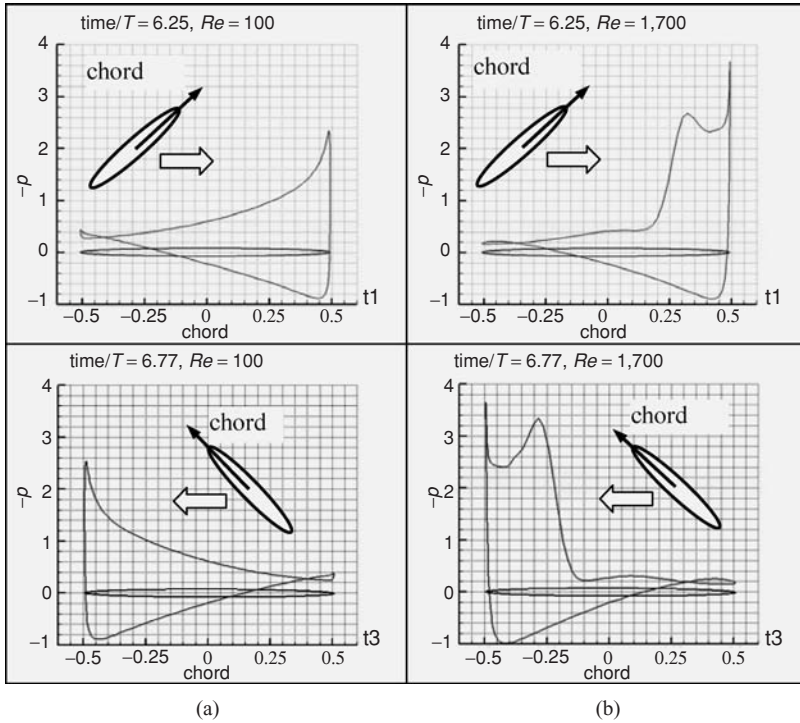 time/T = 6.25, Re = 100
4
3
2
1
0
−1
−p
chord
−0.5
−0.25
0
0.25
0.5
chord
t1
time/T = 6.25, Re = 1,700
4
3
2
1
0
−1
−p
chord
−0.5
−0.25
0
0.25
0.5
chord
t1
time/T = 6.77, Re = 100
4
3
2
1
0
−1
−p
chord
−0.5
−0.25
0
0.25
0.5
chord
t3
time/T = 6.77, Re = 1,700
4
3
2
1
0
−1
−p
chord
−0.5
−0.25
0
0.25
0.5
chord
t3
(a)
(b)